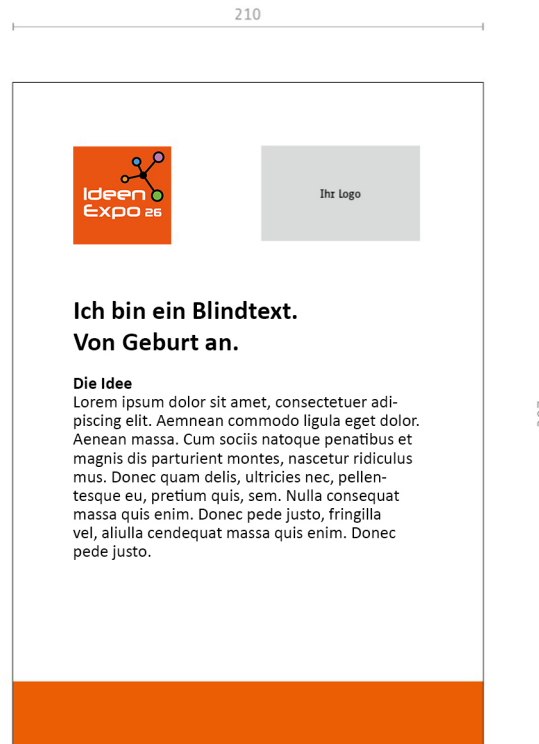 210
Ideen
Expo 26
Ihr Logo
Ich bin ein Blindtext.
Von Geburt an.
Die Idee
Lorem ipsum dolor sit amet, consectetuer adi-
piscing elit. Aemnean commodo ligula eget dolor.
Aenean massa. Cum sociis natoque penatibus et
magnis dis parturient montes, nascetur ridiculus
mus. Donec quam delis, ultricies nec, pellen-
tesque eu, pretium quis, sem. Nulla consequat
massa quis enim. Donec pede justo, fringilla
vel, aliulla cendequat massa quis enim. Donec
pede justo.